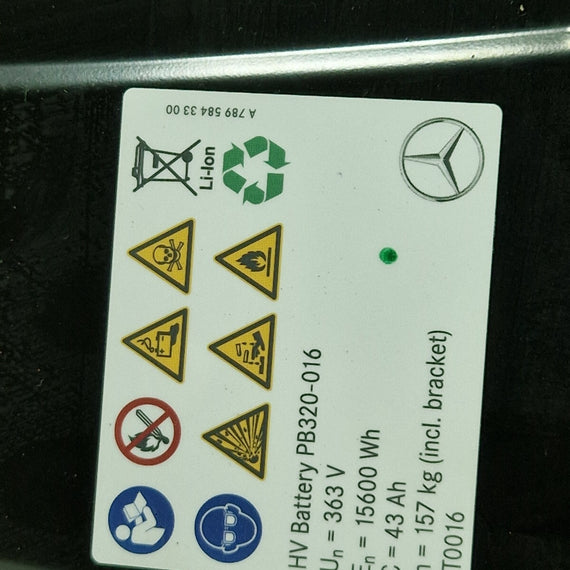 A 789 584 33 00
Li-Ion
HV Battery PB320-016
Un = 363 V
En = 15600 Wh
C = 43 Ah
m = 157 kg (incl. bracket)
T0016